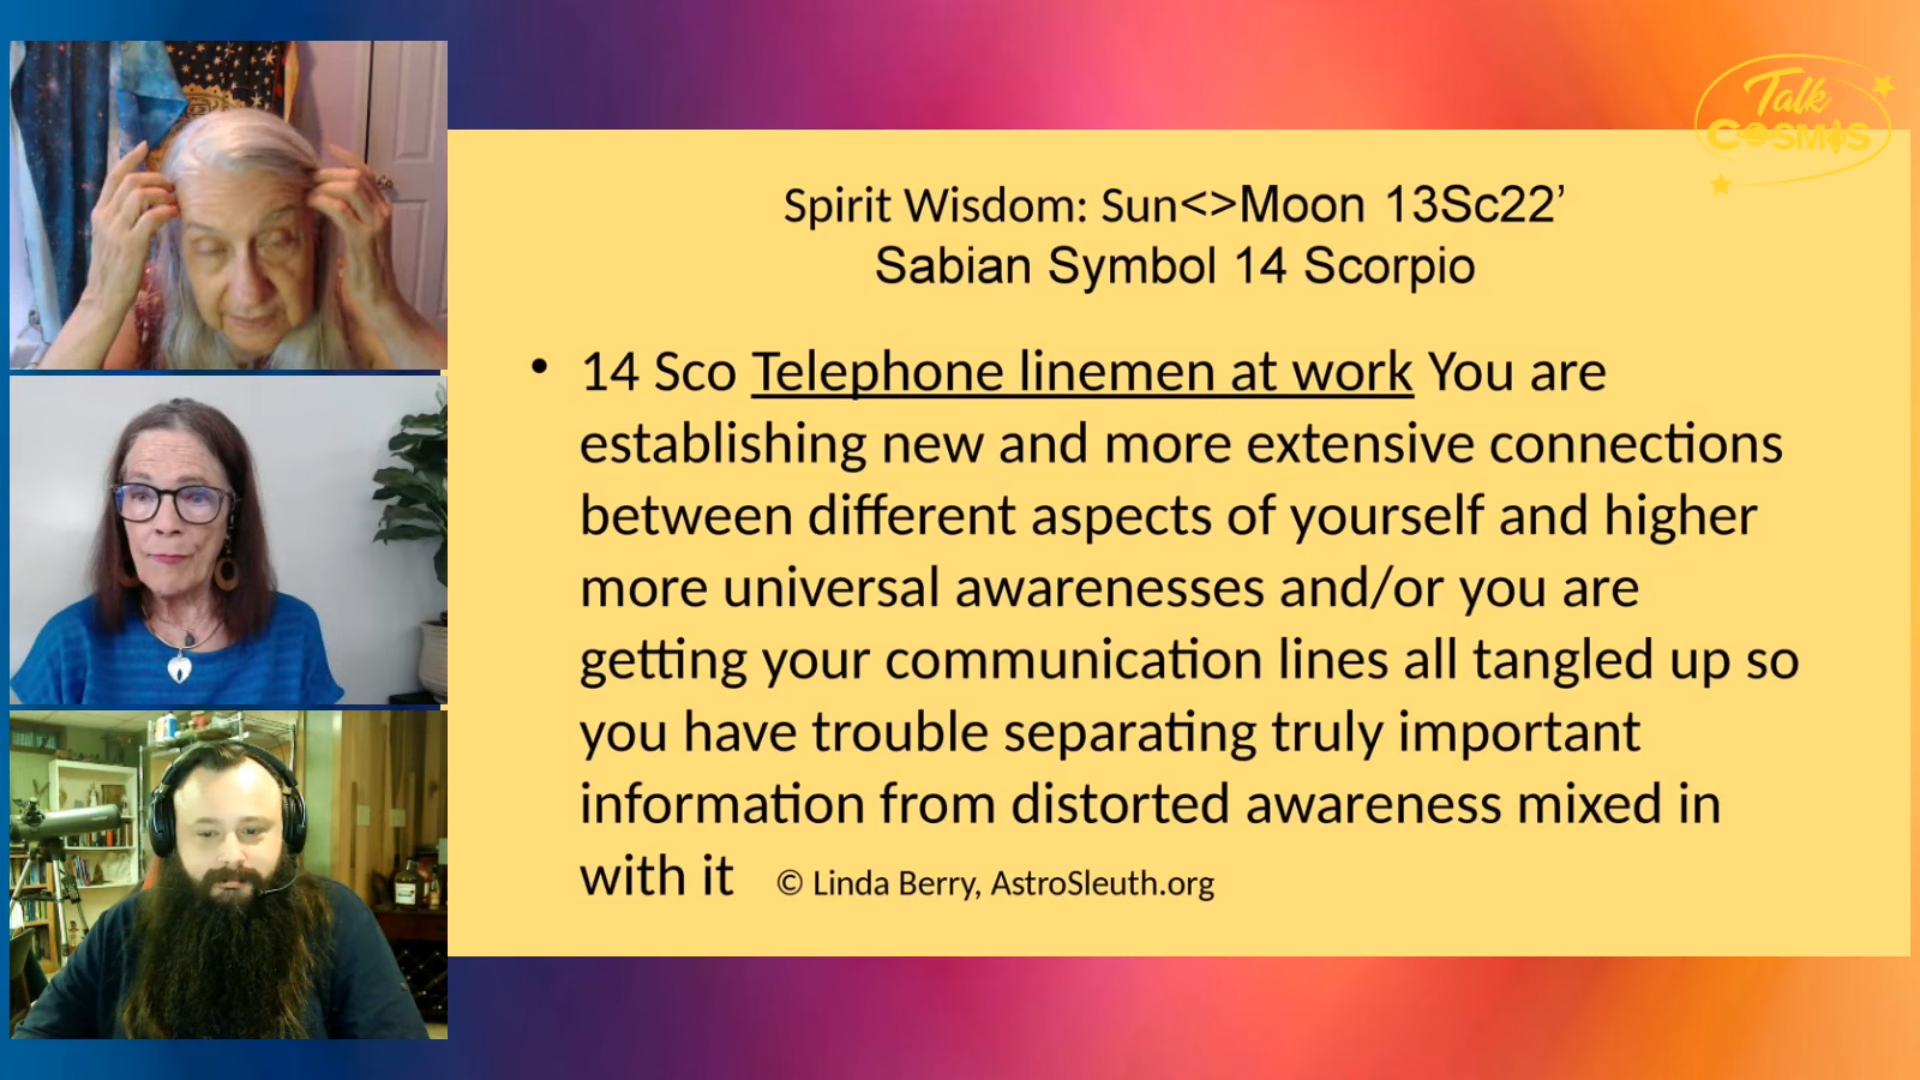 Talk
COSMOS
Spirit Wisdom: Sun<>Moon 13Sc22’
Sabian Symbol 14 Scorpio
• 14 Sco Telephone linemen at work You are
establishing new and more extensive connections
between different aspects of yourself and higher
more universal awarenesses and/or you are
getting your communication lines all tangled up so
you have trouble separating truly important
information from distorted awareness mixed in
with it © Linda Berry, AstroSleuth.org